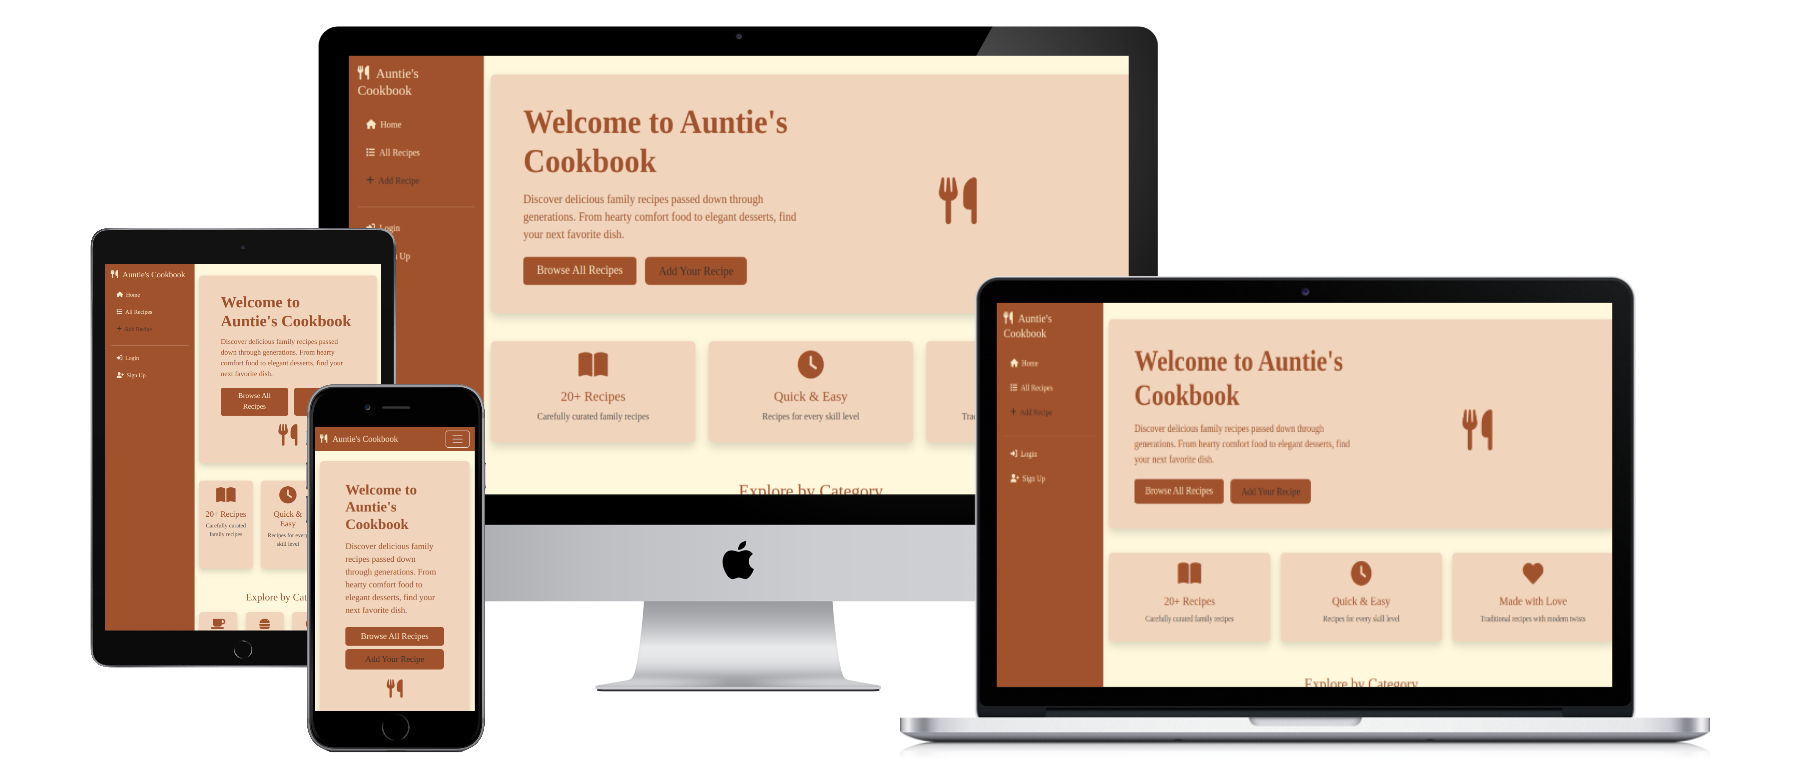 Auntie's
Cookbook
Home
All Recipes
Add Recipe
Login
Up
Welcome to Auntie's
Cookbook
Discover delicious family recipes passed down through
generations. From hearty comfort food to elegant desserts, find
your next favorite dish.
Browse All Recipes
Add Your Recipe
20+ Recipes
Carefully curated family recipes
Quick & Easy
Recipes for every skill level
Explore by Category
Auntie's Cookbook
Home
All Recipes
Add Recipe
Login
Sign Up
Welcome to
Auntie's Cookbook
Discover delicious family recipes passed
down through generations. From hearty
comfort food to elegant desserts, find your
next favorite dish.
Browse All
Recipes
20+ Recipes
Carefully curated
family recipes
Quick &
Easy
Recipes for every
skill level
Explore by Cat
Auntie's Cookbook
Welcome to
Auntie's
Cookbook
Discover delicious family
recipes passed down
through generations. From
hearty comfort food to
elegant desserts, find your
next favorite dish.
Browse All Recipes
Add Your Recipe
Auntie's
Cookbook
Home
All Recipes
Add Recipe
Login
Sign Up
Welcome to Auntie's
Cookbook
Discover delicious family recipes passed down through
generations. From hearty comfort food to elegant desserts, find
your next favorite dish.
Browse All Recipes
Add Your Recipe
20+ Recipes
Carefully curated family recipes
Quick & Easy
Recipes for every skill level
Made with Love
Traditional recipes with modern twists
Explore by Category